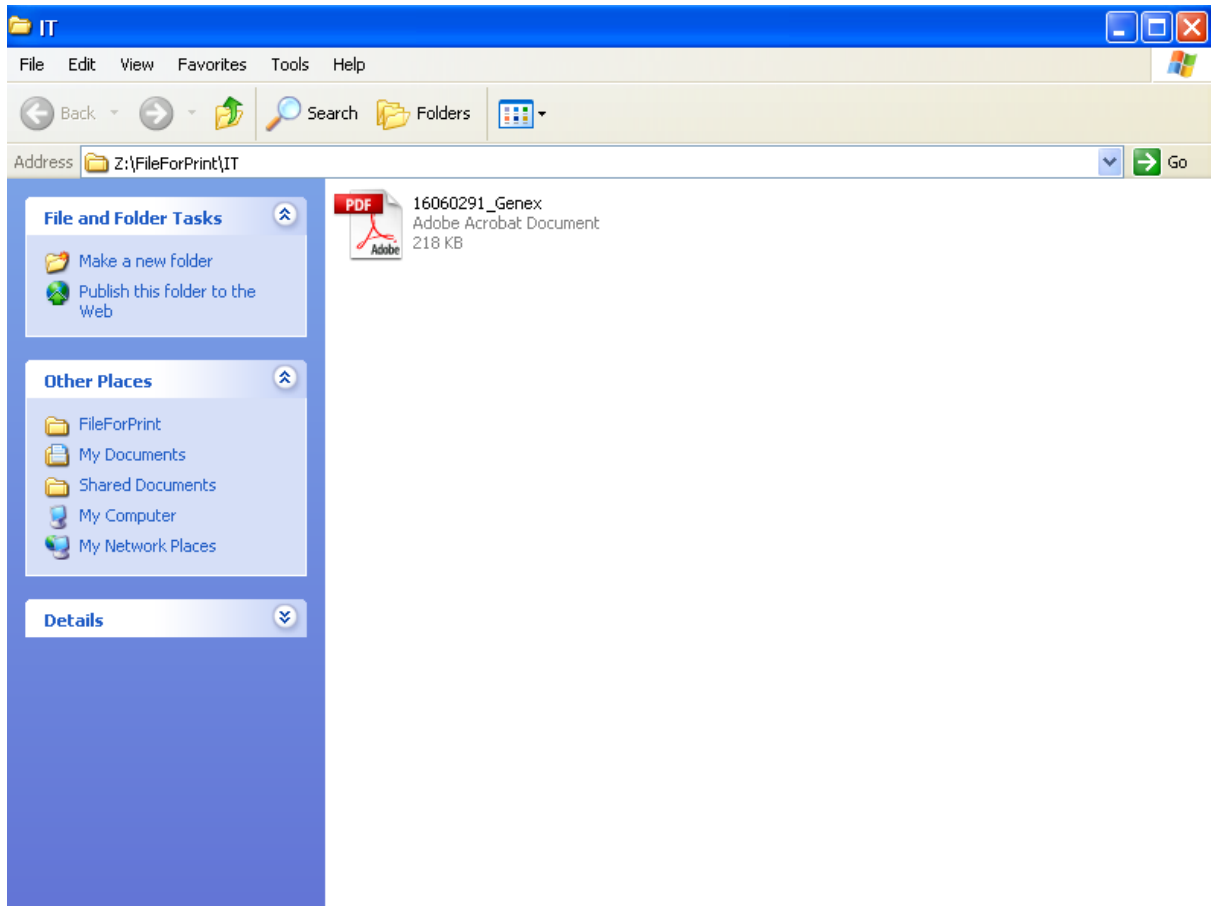 IT
File Edit View Favorites Tools Help
Back Search Folders
Address Z:\FileForPrint\IT Go
File and Folder Tasks
Make a new folder
Publish this folder to the
Web
Other Places
FileForPrint
My Documents
Shared Documents
My Computer
My Network Places
Details
PDF
Adobe
16060291_Genex
Adobe Acrobat Document
218 KB